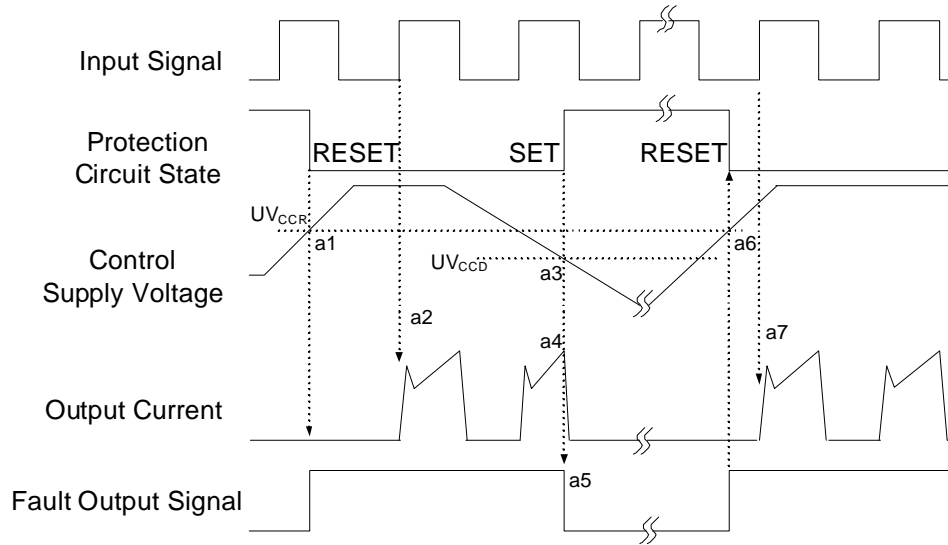 Input Signal
Protection
Circuit State
RESET
SET
RESET
UVCCR
a1
a6
Control
Supply Voltage
UVCCD
a3
a2
a4
a7
Output Current
a5
Fault Output Signal